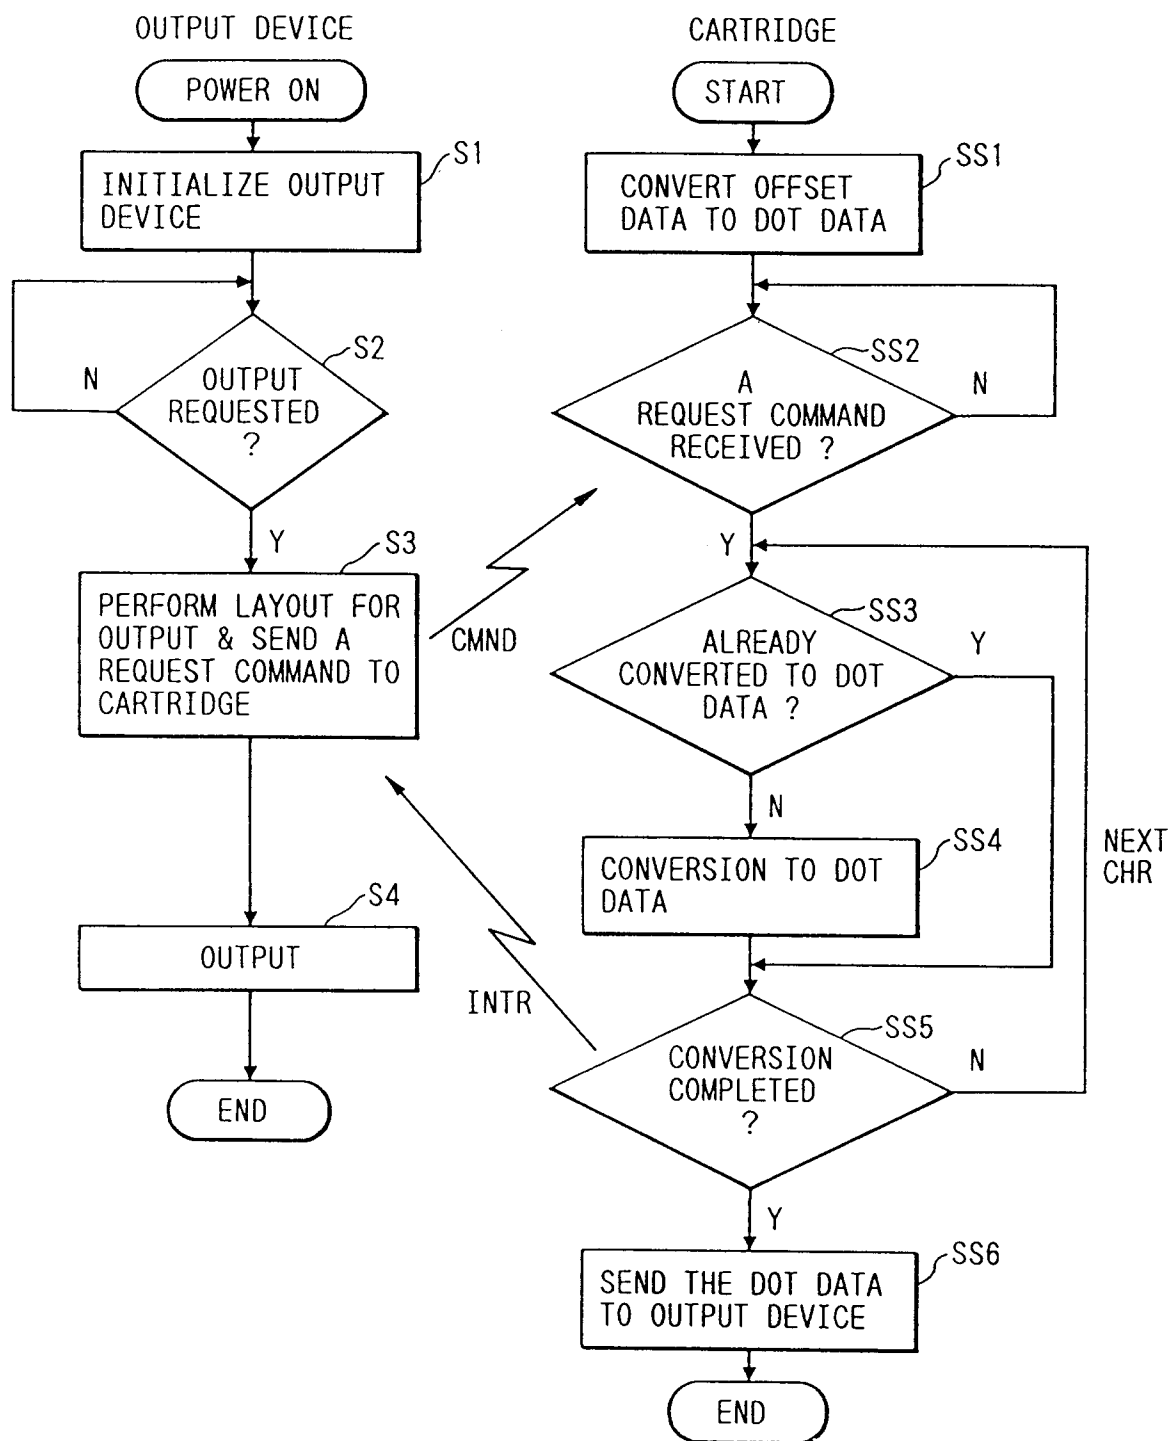 OUTPUT DEVICE
POWER ON
S1
INITIALIZE OUTPUT
DEVICE
S2
N
OUTPUT
REQUESTED
?
Y
S3
PERFORM LAYOUT FOR
OUTPUT & SEND A
REQUEST COMMAND TO
CARTRIDGE
CMND
INTR
S4
OUTPUT
END
CARTRIDGE
START
SS1
CONVERT OFFSET
DATA TO DOT DATA
SS2
A
REQUEST COMMAND
RECEIVED ?
N
Y
SS3
ALREADY
CONVERTED TO DOT
DATA ?
Y
N
SS4
CONVERSION TO DOT
DATA
NEXT
CHR
SS5
CONVERSION
COMPLETED
?
N
Y
SS6
SEND THE DOT DATA
TO OUTPUT DEVICE
END